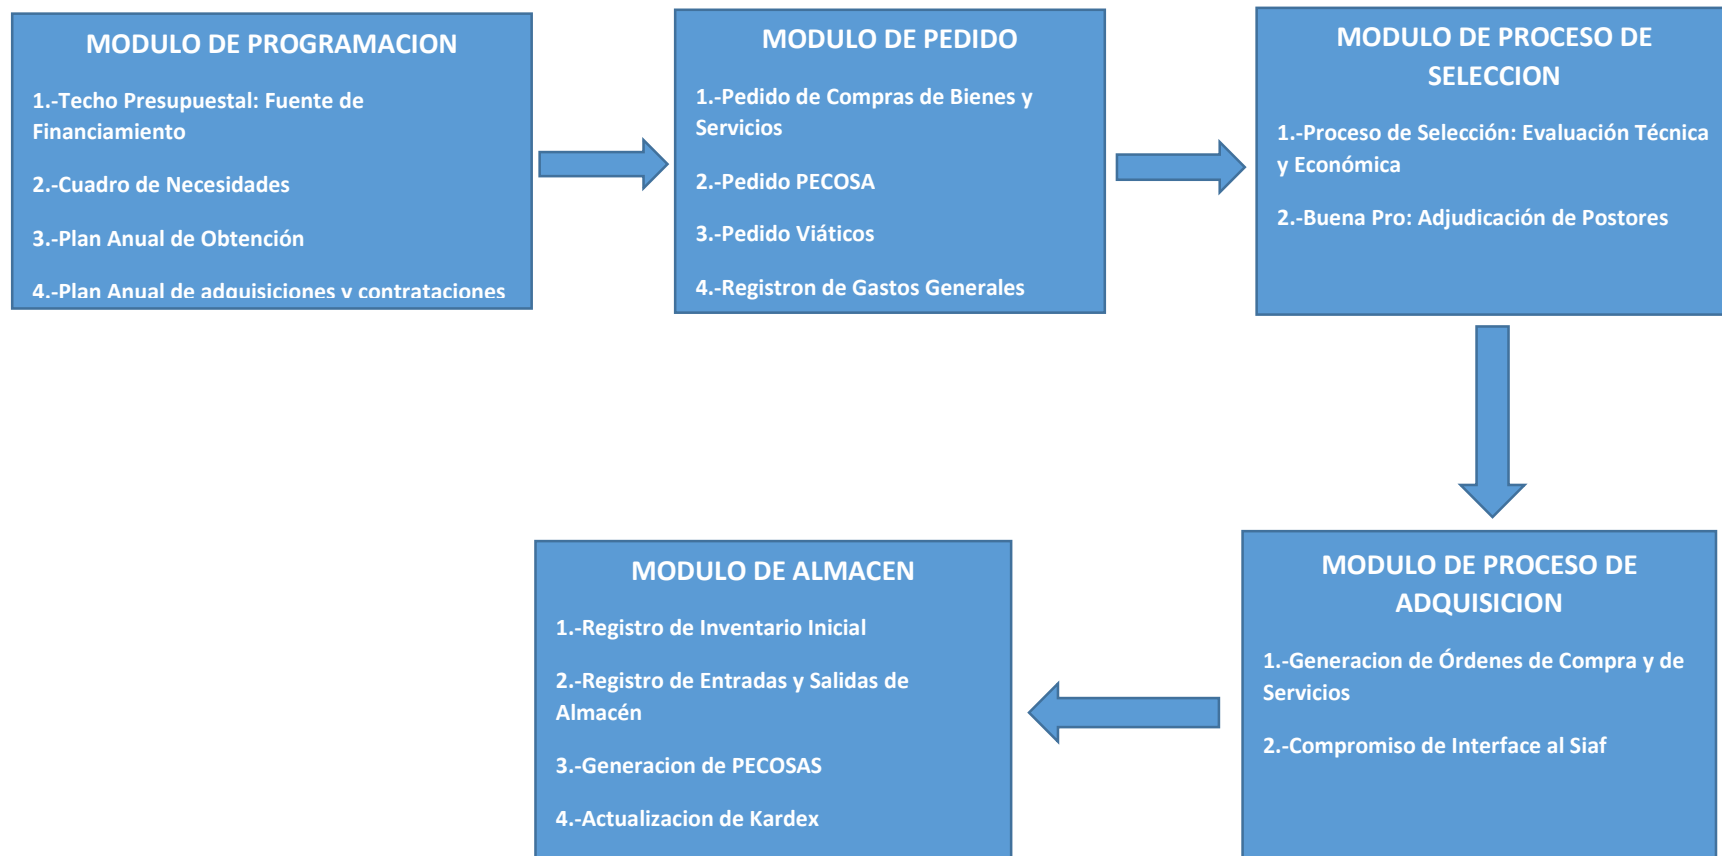 MODULO DE PROGRAMACION
1.-Techo Presupuestal: Fuente de
Financiamiento
2.-Cuadro de Necesidades
3.-Plan Anual de Obtención
4.-Plan Anual de adquisiciones y contrataciones
MODULO DE PEDIDO
1.-Pedido de Compras de Bienes y
Servicios
2.-Pedido PECOSA
3.-Pedido Viáticos
4.-Registron de Gastos Generales
MODULO DE PROCESO DE
SELECCION
1.-Proceso de Selección: Evaluación Técnica
y Económica
2.-Buena Pro: Adjudicación de Postores
MODULO DE PROCESO DE
ADQUISICION
1.-Generacion de Órdenes de Compra y de
Servicios
2.-Compromiso de Interface al Siaf
MODULO DE ALMACEN
1.-Registro de Inventario Inicial
2.-Registro de Entradas y Salidas de
Almacén
3.-Generacion de PECOSAS
4.-Actualizacion de Kardex